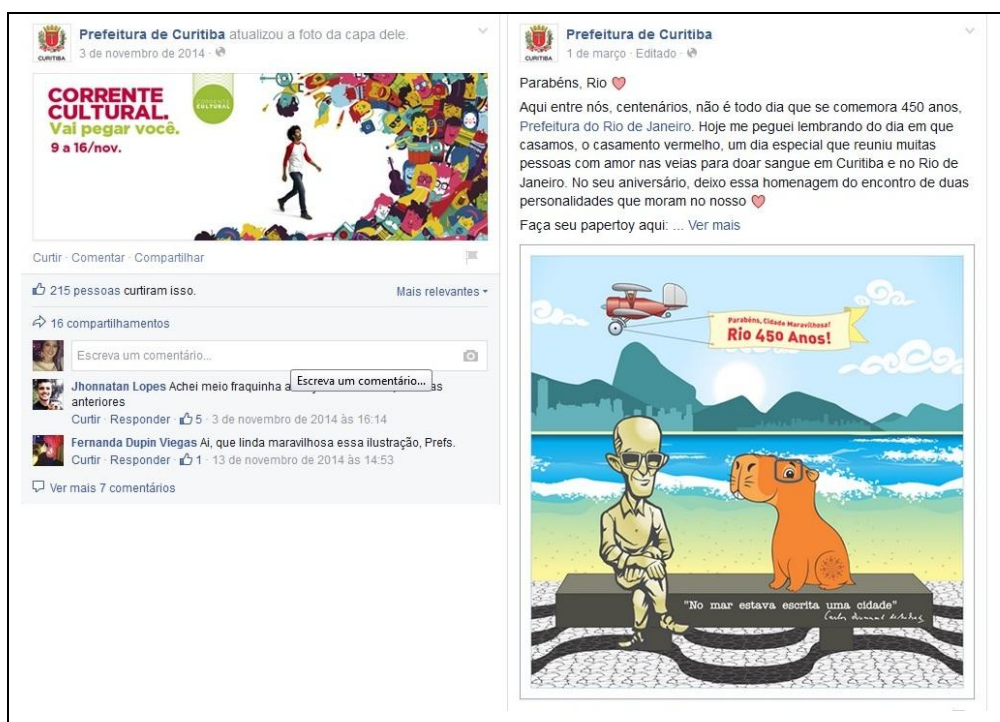 Prefeitura de Curitiba atualizou a foto da capa dele.
3 de novembro de 2014 ·
CURITIBA
CORRENTE
CULTURAL.
Vai pegar você.
9 a 16/nov.
CORRENTE
CULTURAL
Curtir · Comentar · Compartilhar
215 pessoas curtiram isso.
Mais relevantes
16 compartilhamentos
Escreva um comentário...
Escreva um comentário...
Jhonnatan Lopes Achei meio fraquinha a as
anteriores
Curtir · Responder · 5 · 3 de novembro de 2014 às 16:14
Fernanda Dupin Viegas Ai, que linda maravilhosa essa ilustração, Prefs.
Curtir · Responder · 1 · 13 de novembro de 2014 às 14:53
Ver mais 7 comentários
Prefeitura de Curitiba
1 de março · Editado ·
CURITIBA
Parabéns, Rio
Aqui entre nós, centenários, não é todo dia que se comemora 450 anos,
Prefeitura do Rio de Janeiro. Hoje me peguei lembrando do dia em que
casamos, o casamento vermelho, um dia especial que reuniu muitas
pessoas com amor nas veias para doar sangue em Curitiba e no Rio de
Janeiro. No seu aniversário, deixo essa homenagem do encontro de duas
personalidades que moram no nosso
Faça seu papertoy aqui: ... Ver mais
Parabéns, Cidade Maravilhosa!
Rio 450 Anos!
"No mar estava escrita uma cidade"